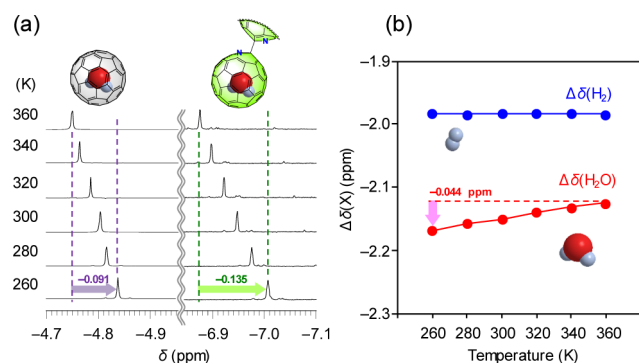 (a)
N
N
(K)
360
340
320
300
280
260
−0.091
−0.135
−4.7 −4.8 −4.9 −6.9 −7.0 −7.1
δ (ppm)
(b)
−1.9
−2.0
−2.1
−2.2
−2.3
Δδ(X) (ppm)
Δδ(H₂)
Δδ(H₂O)
−0.044 ppm
260 280 300 320 340 360
Temperature (K)